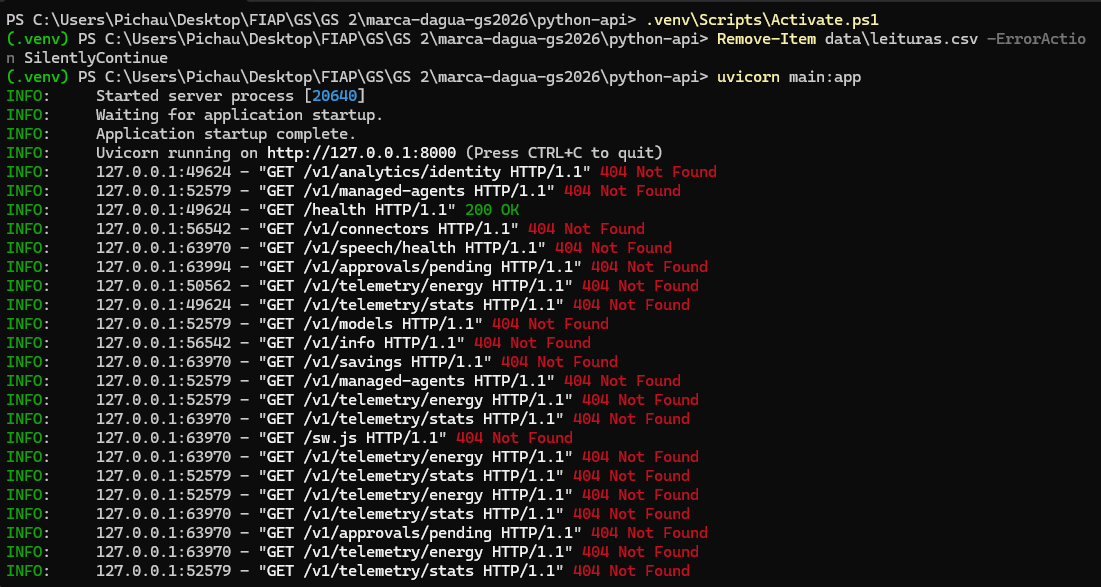 PS C:\Users\Pichau\Desktop\FIAP\GS\GS 2\marca-dagua-gs2026\python-api> .venv\Scripts\Activate.ps1
(.venv) PS C:\Users\Pichau\Desktop\FIAP\GS\GS 2\marca-dagua-gs2026\python-api> Remove-Item data\leituras.csv -ErrorActio
n SilentlyContinue
(.venv) PS C:\Users\Pichau\Desktop\FIAP\GS\GS 2\marca-dagua-gs2026\python-api> uvicorn main:app
INFO:     Started server process [20640]
INFO:     Waiting for application startup.
INFO:     Application startup complete.
INFO:     Uvicorn running on http://127.0.0.1:8000 (Press CTRL+C to quit)
INFO:     127.0.0.1:49624 - "GET /v1/analytics/identity HTTP/1.1" 404 Not Found
INFO:     127.0.0.1:52579 - "GET /v1/managed-agents HTTP/1.1" 404 Not Found
INFO:     127.0.0.1:49624 - "GET /health HTTP/1.1" 200 OK
INFO:     127.0.0.1:56542 - "GET /v1/connectors HTTP/1.1" 404 Not Found
INFO:     127.0.0.1:63970 - "GET /v1/speech/health HTTP/1.1" 404 Not Found
INFO:     127.0.0.1:63994 - "GET /v1/approvals/pending HTTP/1.1" 404 Not Found
INFO:     127.0.0.1:50562 - "GET /v1/telemetry/energy HTTP/1.1" 404 Not Found
INFO:     127.0.0.1:49624 - "GET /v1/telemetry/stats HTTP/1.1" 404 Not Found
INFO:     127.0.0.1:52579 - "GET /v1/models HTTP/1.1" 404 Not Found
INFO:     127.0.0.1:56542 - "GET /v1/info HTTP/1.1" 404 Not Found
INFO:     127.0.0.1:63970 - "GET /v1/savings HTTP/1.1" 404 Not Found
INFO:     127.0.0.1:52579 - "GET /v1/managed-agents HTTP/1.1" 404 Not Found
INFO:     127.0.0.1:52579 - "GET /v1/telemetry/energy HTTP/1.1" 404 Not Found
INFO:     127.0.0.1:63970 - "GET /v1/telemetry/stats HTTP/1.1" 404 Not Found
INFO:     127.0.0.1:63970 - "GET /sw.js HTTP/1.1" 404 Not Found
INFO:     127.0.0.1:63970 - "GET /v1/telemetry/energy HTTP/1.1" 404 Not Found
INFO:     127.0.0.1:52579 - "GET /v1/telemetry/stats HTTP/1.1" 404 Not Found
INFO:     127.0.0.1:52579 - "GET /v1/telemetry/energy HTTP/1.1" 404 Not Found
INFO:     127.0.0.1:63970 - "GET /v1/telemetry/stats HTTP/1.1" 404 Not Found
INFO:     127.0.0.1:52579 - "GET /v1/approvals/pending HTTP/1.1" 404 Not Found
INFO:     127.0.0.1:63970 - "GET /v1/telemetry/energy HTTP/1.1" 404 Not Found
INFO:     127.0.0.1:52579 - "GET /v1/telemetry/stats HTTP/1.1" 404 Not Found